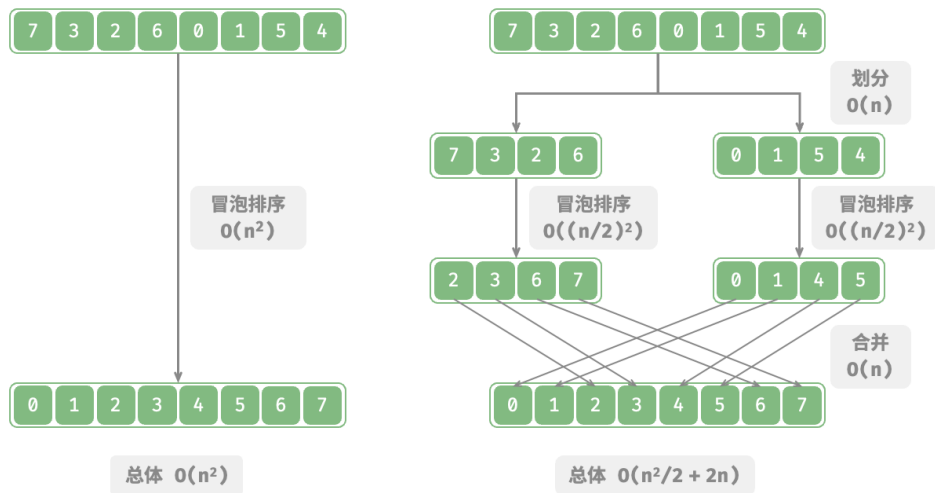 7 3 2 6 0 1 5 4
冒泡排序
O(n²)
0 1 2 3 4 5 6 7
总体 O(n²)
7 3 2 6 0 1 5 4
划分
O(n)
7 3 2 6
0 1 5 4
冒泡排序
O((n/2)²)
冒泡排序
O((n/2)²)
2 3 6 7
0 1 4 5
合并
O(n)
0 1 2 3 4 5 6 7
总体 O(n²/2 + 2n)